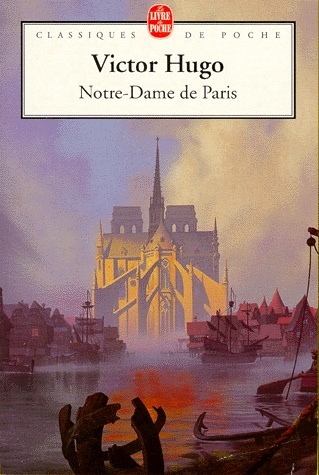 CLASSIQUES DE POCHE
LE LIVRE DE POCHE
Victor Hugo
Notre-Dame de Paris